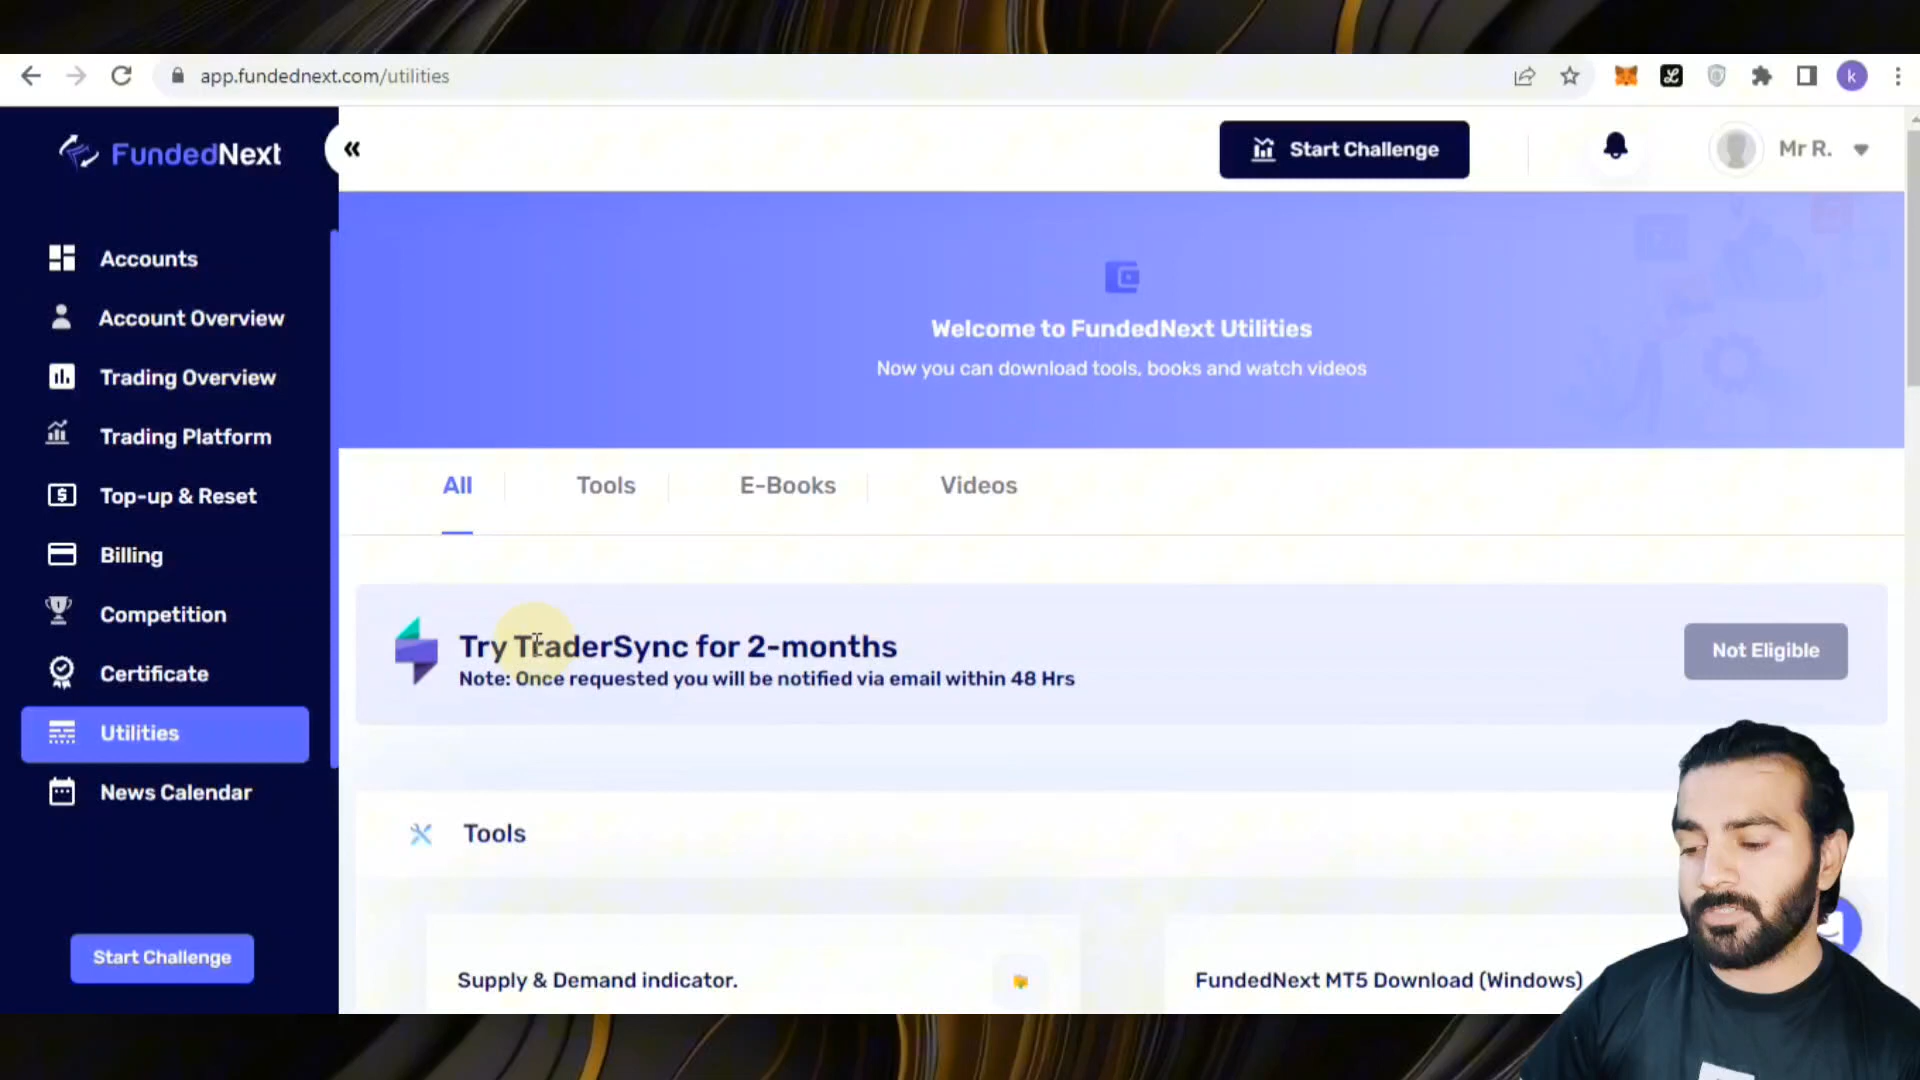 app.fundednext.com/utilities
k
FundedNext
Start Challenge
Mr R.
Accounts
Account Overview
Trading Overview
Trading Platform
Top-up & Reset
Billing
Competition
Certificate
Utilities
News Calendar
Start Challenge
Welcome to FundedNext Utilities
Now you can download tools, books and watch videos
All
Tools
E-Books
Videos
Try TraderSync for 2-months
Note: Once requested you will be notified via email within 48 Hrs
Not Eligible
Tools
Supply & Demand indicator.
FundedNext MT5 Download (Windows)